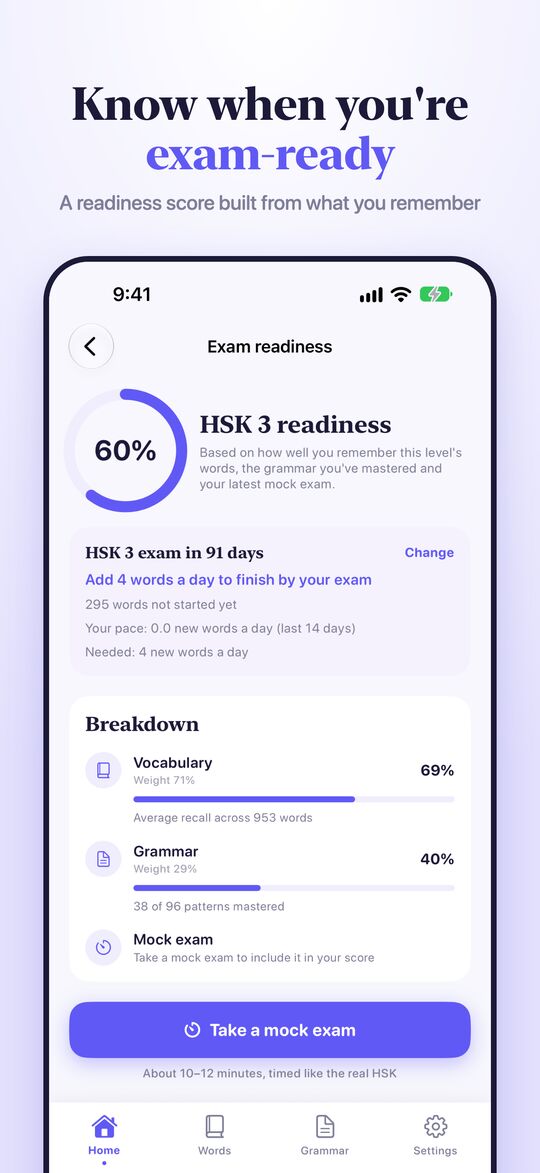 Know when you're
exam-ready
A readiness score built from what you remember
9:41
Exam readiness
60%
HSK 3 readiness
Based on how well you remember this level's
words, the grammar you've mastered and
your latest mock exam.
HSK 3 exam in 91 days
Change
Add 4 words a day to finish by your exam
295 words not started yet
Your pace: 0.0 new words a day (last 14 days)
Needed: 4 new words a day
Breakdown
Vocabulary
Weight 71%
69%
Average recall across 953 words
Grammar
Weight 29%
40%
38 of 96 patterns mastered
Mock exam
Take a mock exam to include it in your score
Take a mock exam
About 10–12 minutes, timed like the real HSK
Home
Words
Grammar
Settings